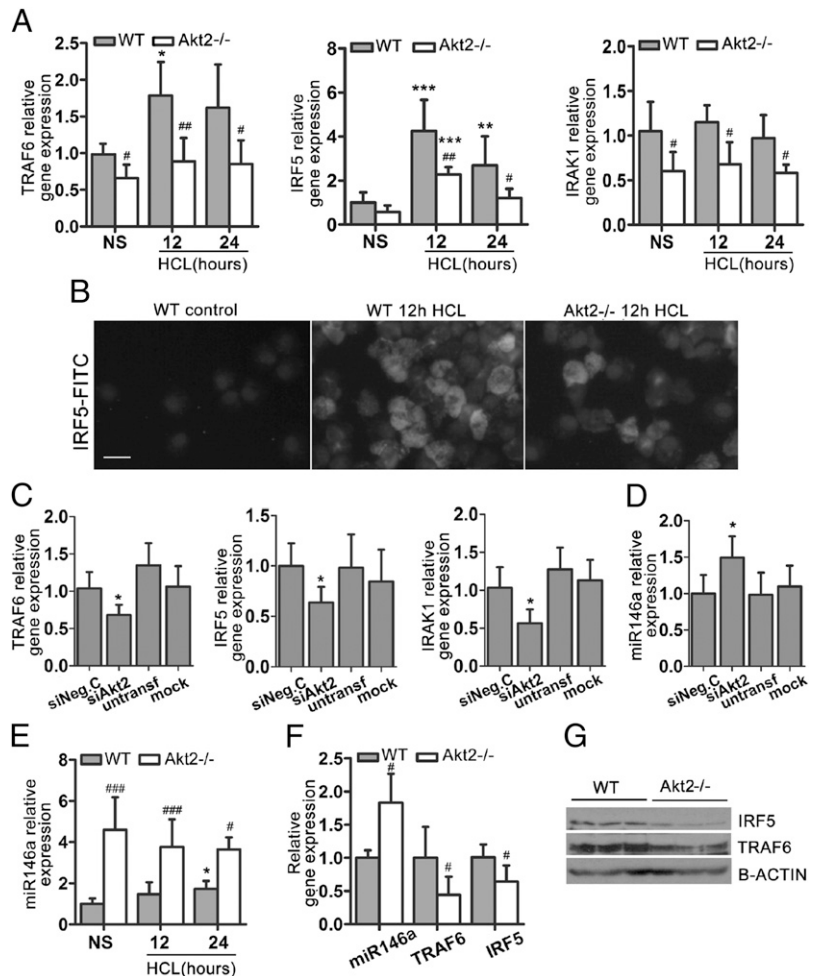 A
WT Akt2-/-
TRAF6 relative
gene expression
2.5
2.0
1.5
1.0
0.5
0.0
*
#
##
#
NS 12 24
HCL(hours)
WT Akt2-/-
IRF5 relative
gene expression
8
6
4
2
0
***
***
##
**
#
NS 12 24
HCL(hours)
WT Akt2-/-
IRAK1 relative
gene expression
2.0
1.5
1.0
0.5
0.0
#
#
#
NS 12 24
HCL(hours)
B
WT control WT 12h HCL Akt2-/- 12h HCL
IRF5-FITC
C
TRAF6 relative
gene expression
2.0
1.5
1.0
0.5
0.0
*
siNeg.C siAkt2 untransf mock
IRF5 relative
gene expression
1.5
1.0
0.5
0.0
*
siNeg.C siAkt2 untransf mock
IRAK1 relative
gene expression
2.0
1.5
1.0
0.5
0.0
*
siNeg.C siAkt2 untransf mock
D
miR146a relative
expression
2.0
1.5
1.0
0.5
0.0
*
siNeg.C siAkt2 untransf mock
E
WT Akt2-/-
miR146a relative
expression
8
6
4
2
0
###
###
*
#
NS 12 24
HCL(hours)
F
WT Akt2-/-
Relative
gene expression
2.5
2.0
1.5
1.0
0.5
0.0
#
#
#
miR146a TRAF6 IRF5
G
WT Akt2-/-
IRF5
TRAF6
B-ACTIN